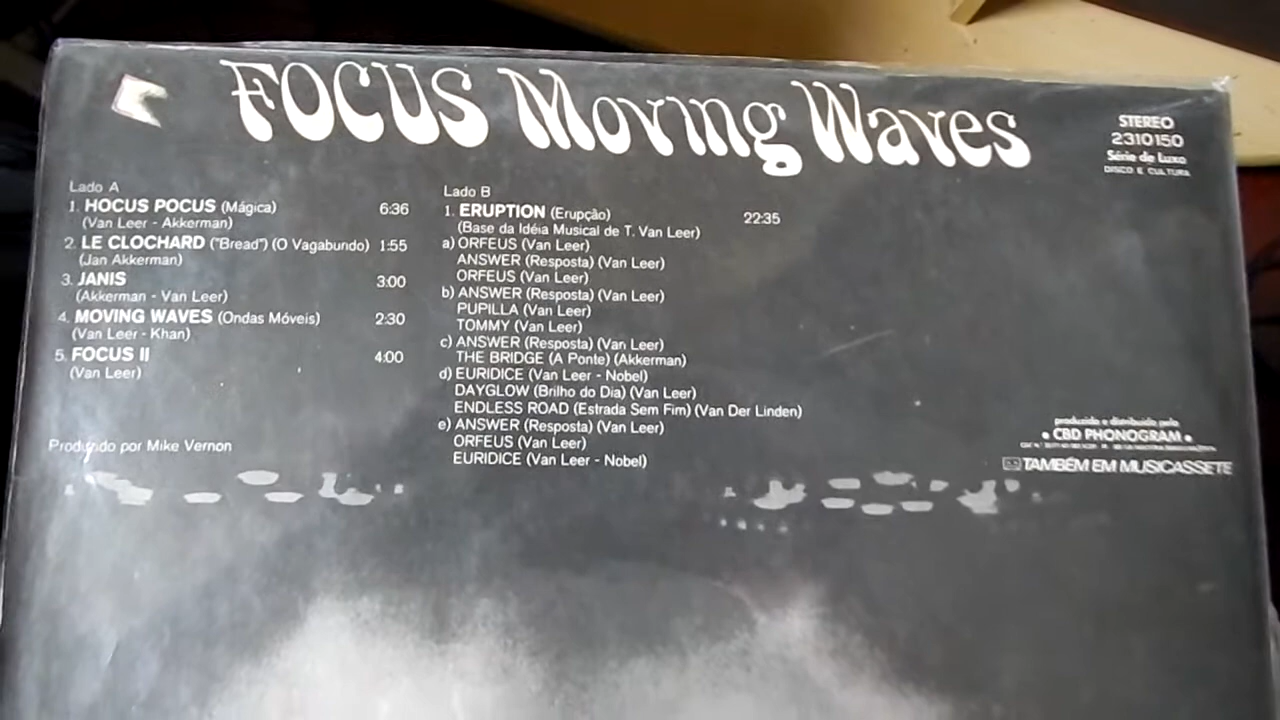 FOCUS Moving Waves
STEREO
2310150
Série de Luxo
DISCO E CULTURA
Lado A
1. HOCUS POCUS (Mágica) 6:36
(Van Leer - Akkerman)
2. LE CLOCHARD ("Bread") (O Vagabundo) 1:55
(Jan Akkerman)
3. JANIS 3:00
(Akkerman - Van Leer)
4. MOVING WAVES (Ondas Móveis) 2:30
(Van Leer - Khan)
5. FOCUS II 4:00
(Van Leer)
Produzido por Mike Vernon
Lado B
1. ERUPTION (Erupção) 22:35
(Base da Idéia Musical de T. Van Leer)
a) ORFEUS (Van Leer)
ANSWER (Resposta) (Van Leer)
ORFEUS (Van Leer)
b) ANSWER (Resposta) (Van Leer)
PUPILLA (Van Leer)
TOMMY (Van Leer)
c) ANSWER (Resposta) (Van Leer)
THE BRIDGE (A Ponte) (Akkerman)
d) EURIDICE (Van Leer - Nobel)
DAYGLOW (Brilho do Dia) (Van Leer)
ENDLESS ROAD (Estrada Sem Fim) (Van Der Linden)
e) ANSWER (Resposta) (Van Leer)
ORFEUS (Van Leer)
EURIDICE (Van Leer - Nobel)
produzido e distribuído pela
• CBD PHONOGRAM •
TAMBÉM EM MUSICASSETE